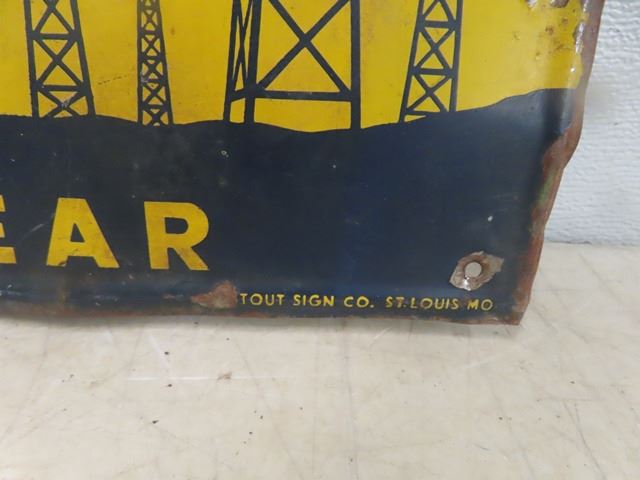 EAR
TOUT SIGN CO. ST. LOUIS MO